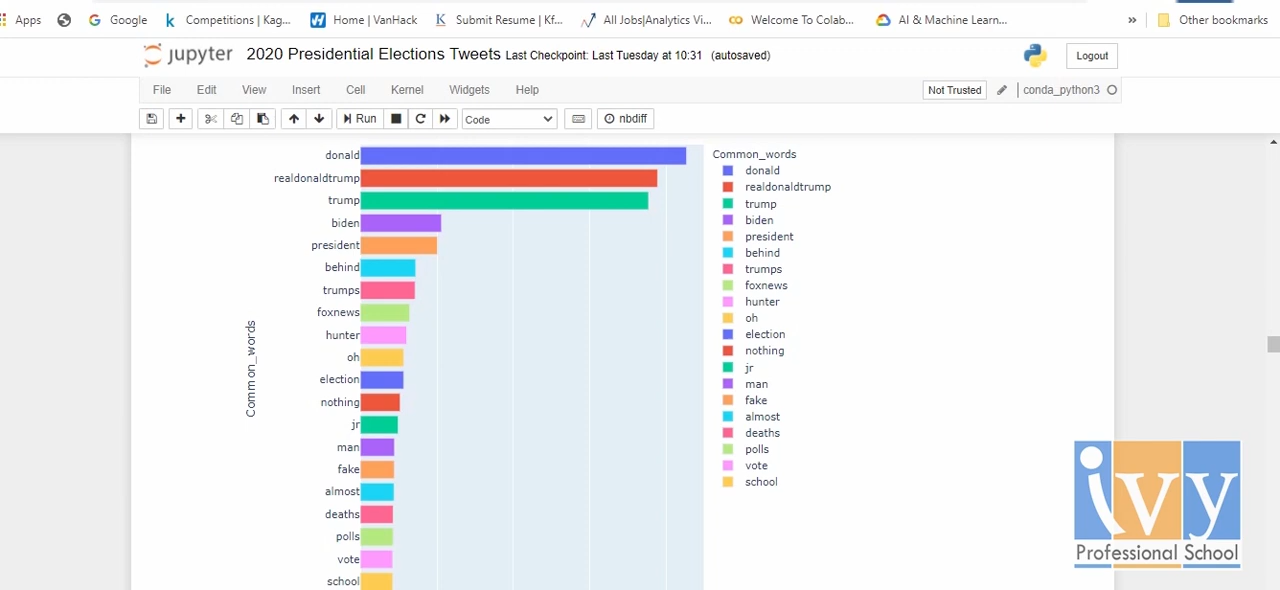 Apps Google Competitions | Kag... Home | VanHack Submit Resume | Kf... All Jobs|Analytics Vi... Welcome To Colab... AI & Machine Learn... » Other bookmarks
jupyter 2020 Presidential Elections Tweets Last Checkpoint: Last Tuesday at 10:31 (autosaved) Logout
File Edit View Insert Cell Kernel Widgets Help Not Trusted conda_python3
Run Code nbdiff
donald
realdonaldtrump
trump
biden
president
behind
trumps
foxnews
hunter
oh
election
nothing
jr
man
fake
almost
deaths
polls
vote
school
Common_words
Common_words
donald
realdonaldtrump
trump
biden
president
behind
trumps
foxnews
hunter
oh
election
nothing
jr
man
fake
almost
deaths
polls
vote
school
ivy
Professional School